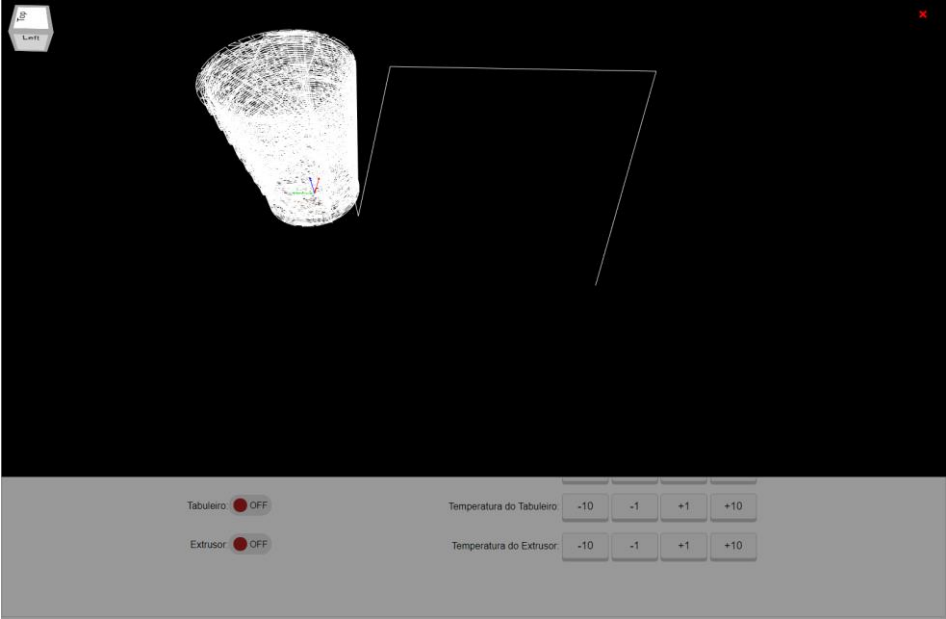 Top
Left
×
Tabuleiro: OFF
Temperatura do Tabuleiro: -10 -1 +1 +10
Extrusor: OFF
Temperatura do Extrusor: -10 -1 +1 +10